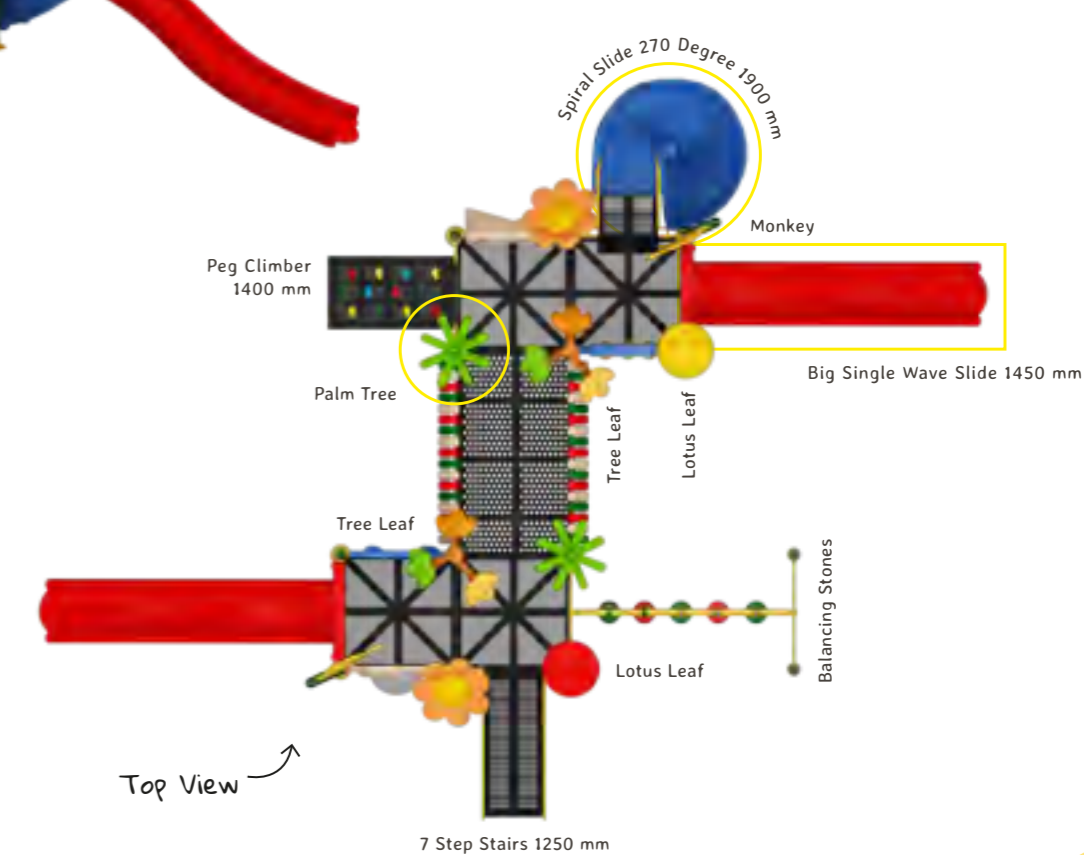 Spiral Slide 270 Degree 1900 mm
Monkey
Peg Climber
1400 mm
Big Single Wave Slide 1450 mm
Palm Tree
Tree Leaf
Lotus Leaf
Tree Leaf
Balancing Stones
Lotus Leaf
Top View
7 Step Stairs 1250 mm